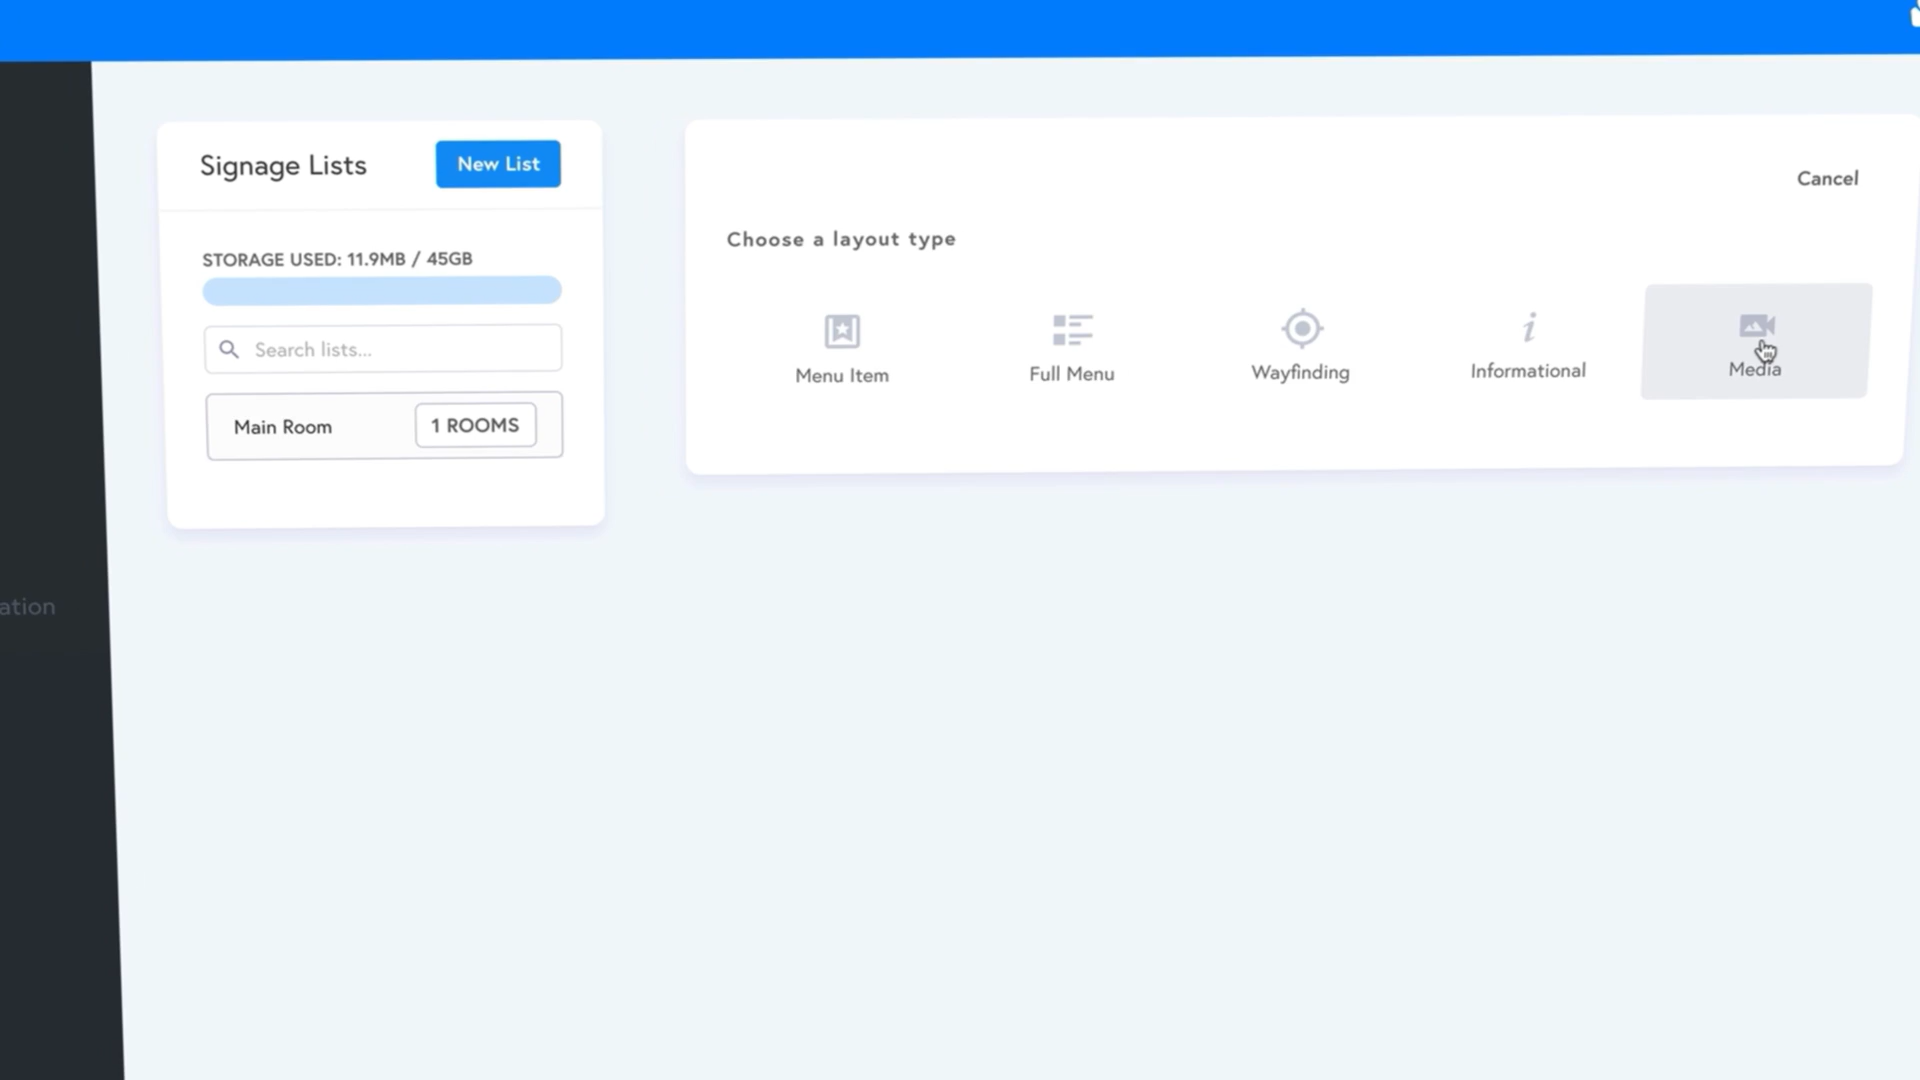 Signage Lists
New List
STORAGE USED: 11.9MB / 45GB
Search lists...
Main Room
1 ROOMS
ation
Cancel
Choose a layout type
Menu Item
Full Menu
Wayfinding
Informational
Media